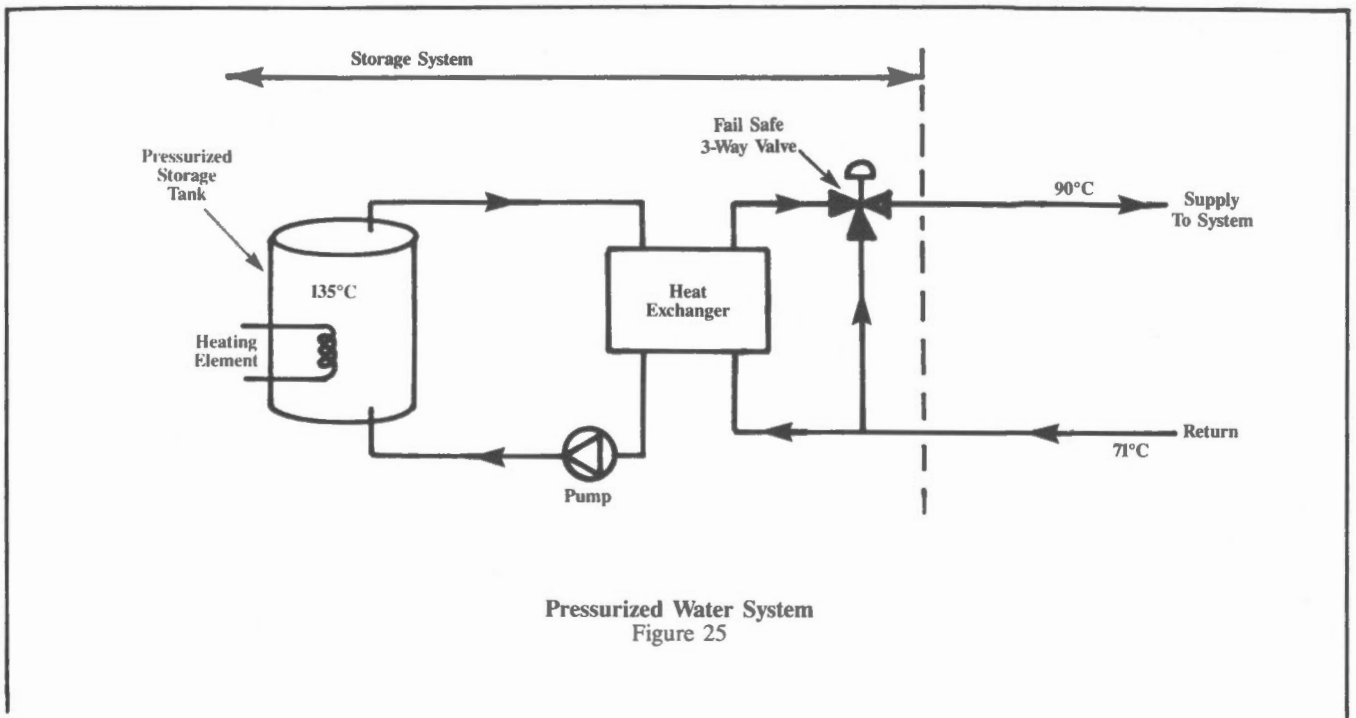 Storage System
Fail Safe
3-Way Valve
Pressurized
Storage
Tank
90°C
Supply
To System
135°C
Heat
Exchanger
Heating
Element
Return
71°C
Pump
Pressurized Water System
Figure 25